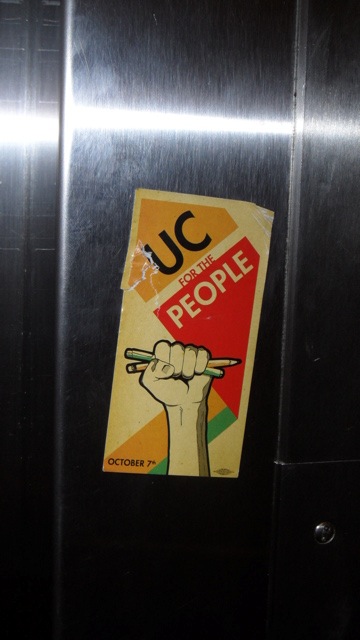 UC
FOR THE
PEOPLE
OCTOBER 7th